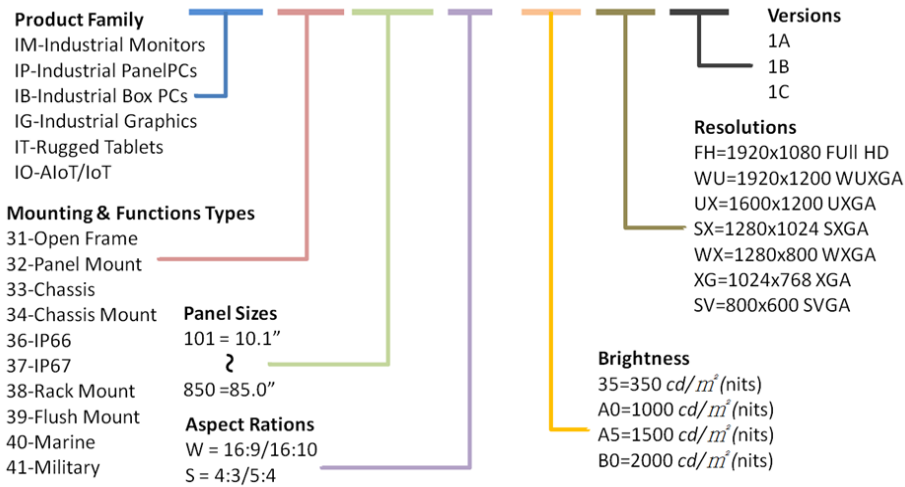 Product Family
IM-Industrial Monitors
IP-Industrial PanelPCs
IB-Industrial Box PCs
IG-Industrial Graphics
IT-Rugged Tablets
IO-AIoT/IoT
Mounting & Functions Types
31-Open Frame
32-Panel Mount
33-Chassis
34-Chassis Mount
36-IP66
37-IP67
38-Rack Mount
39-Flush Mount
40-Marine
41-Military
Panel Sizes
101 = 10.1”
~
850 =85.0”
Aspect Rations
W = 16:9/16:10
S = 4:3/5:4
Versions
1A
1B
1C
Resolutions
FH=1920x1080 FUll HD
WU=1920x1200 WUXGA
UX=1600x1200 UXGA
SX=1280x1024 SXGA
WX=1280x800 WXGA
XG=1024x768 XGA
SV=800x600 SVGA
Brightness
35=350 cd/㎡(nits)
A0=1000 cd/㎡(nits)
A5=1500 cd/㎡(nits)
B0=2000 cd/㎡(nits)